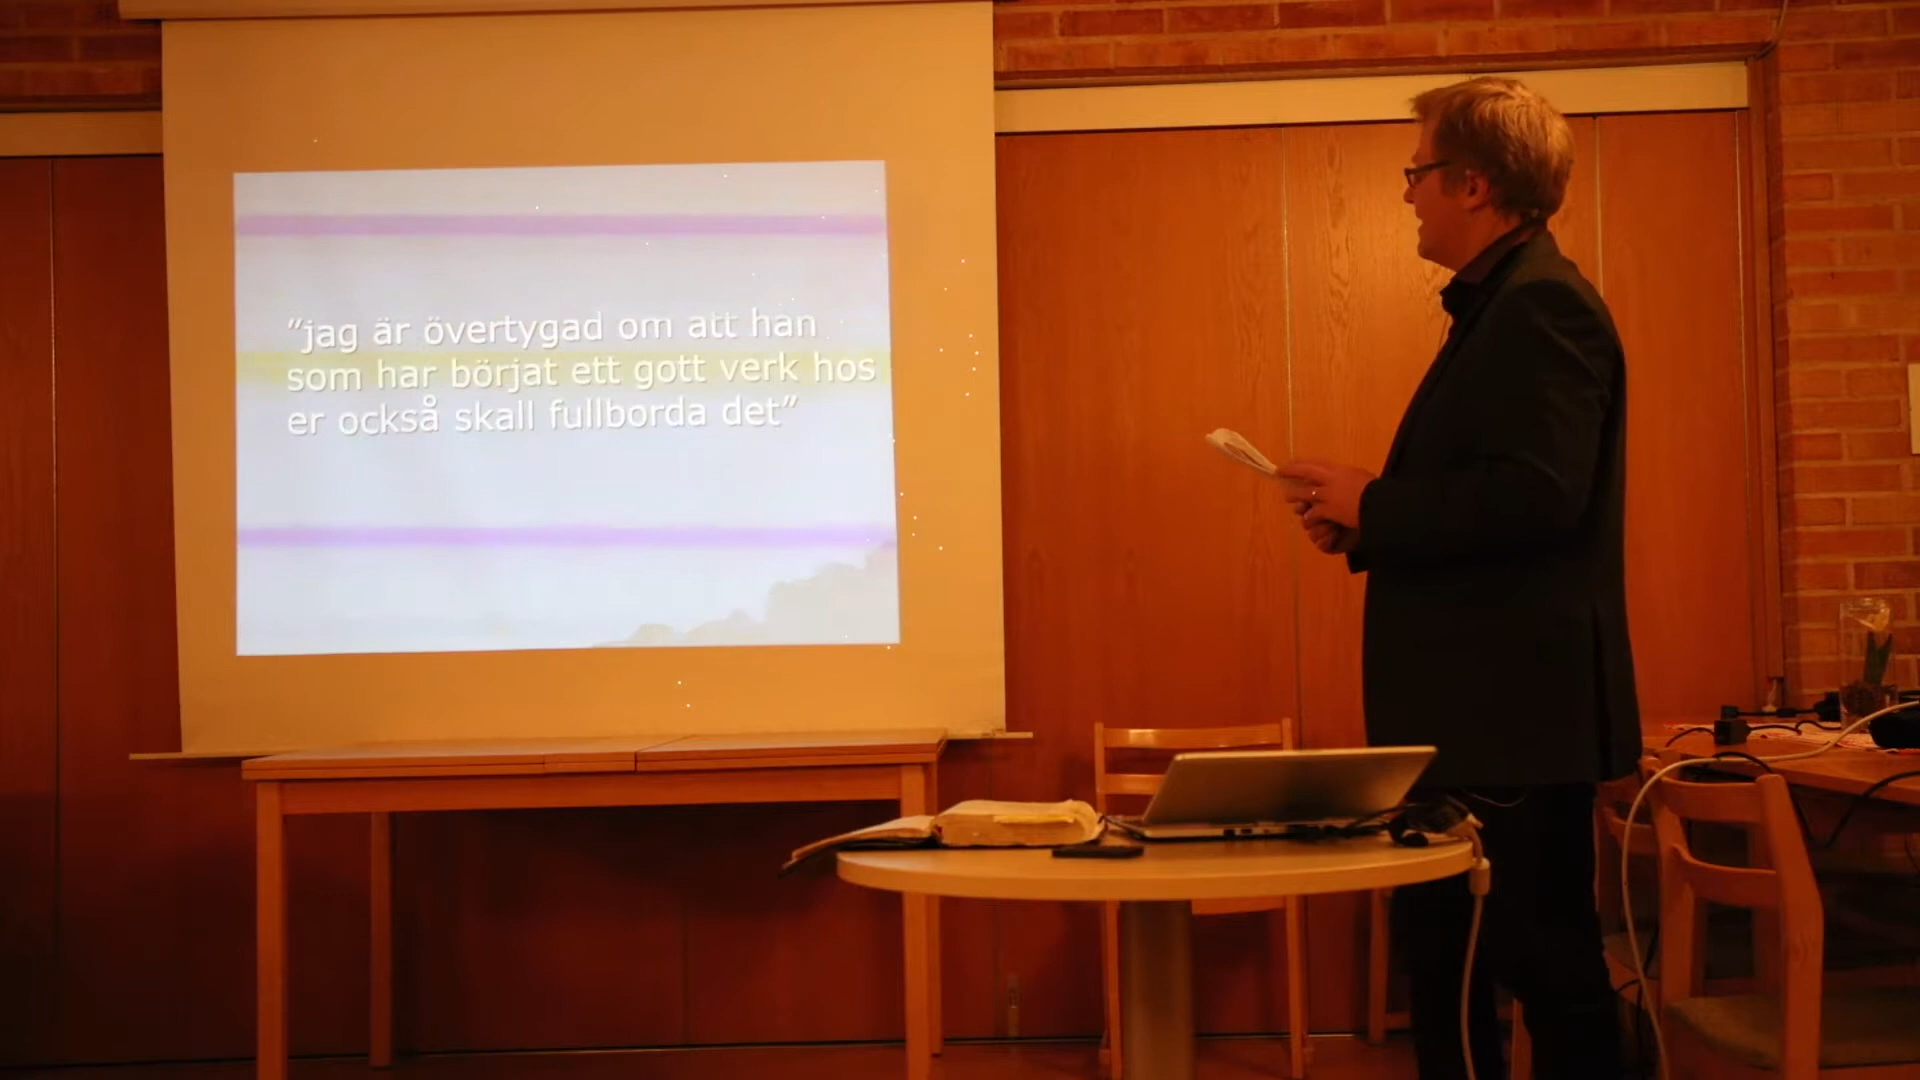 ”jag är övertygad om att han
som har börjat ett gott verk hos
er också skall fullborda det”